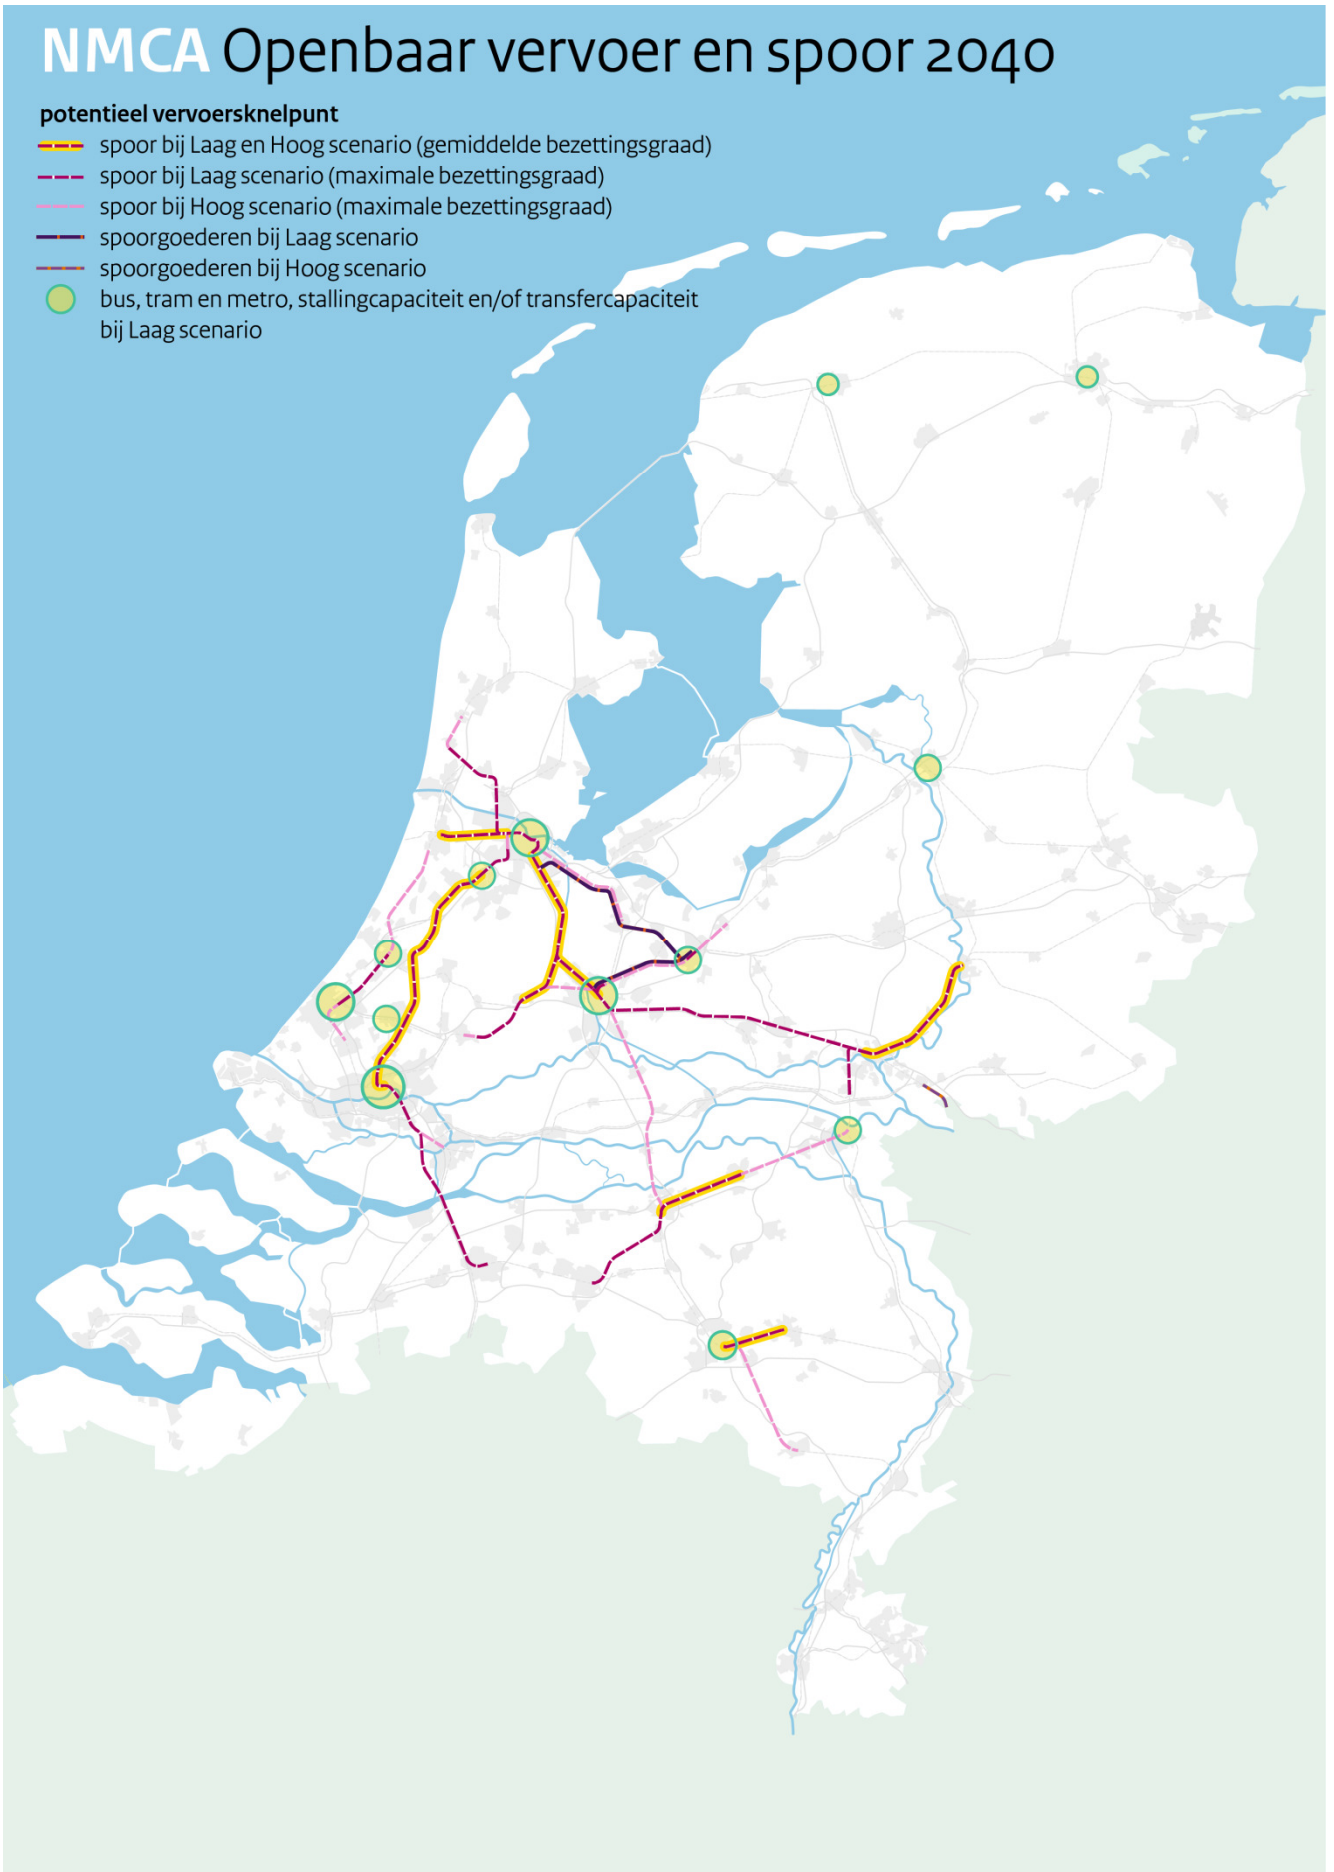 NMCA Openbaar vervoer en spoor 2040
potentieel vervoersknelpunt
spoor bij Laag en Hoog scenario (gemiddelde bezettingsgraad)
spoor bij Laag scenario (maximale bezettingsgraad)
spoor bij Hoog scenario (maximale bezettingsgraad)
spoorgoederen bij Laag scenario
spoorgoederen bij Hoog scenario
bus, tram en metro, stallingcapaciteit en/of transfercapaciteit
bij Laag scenario